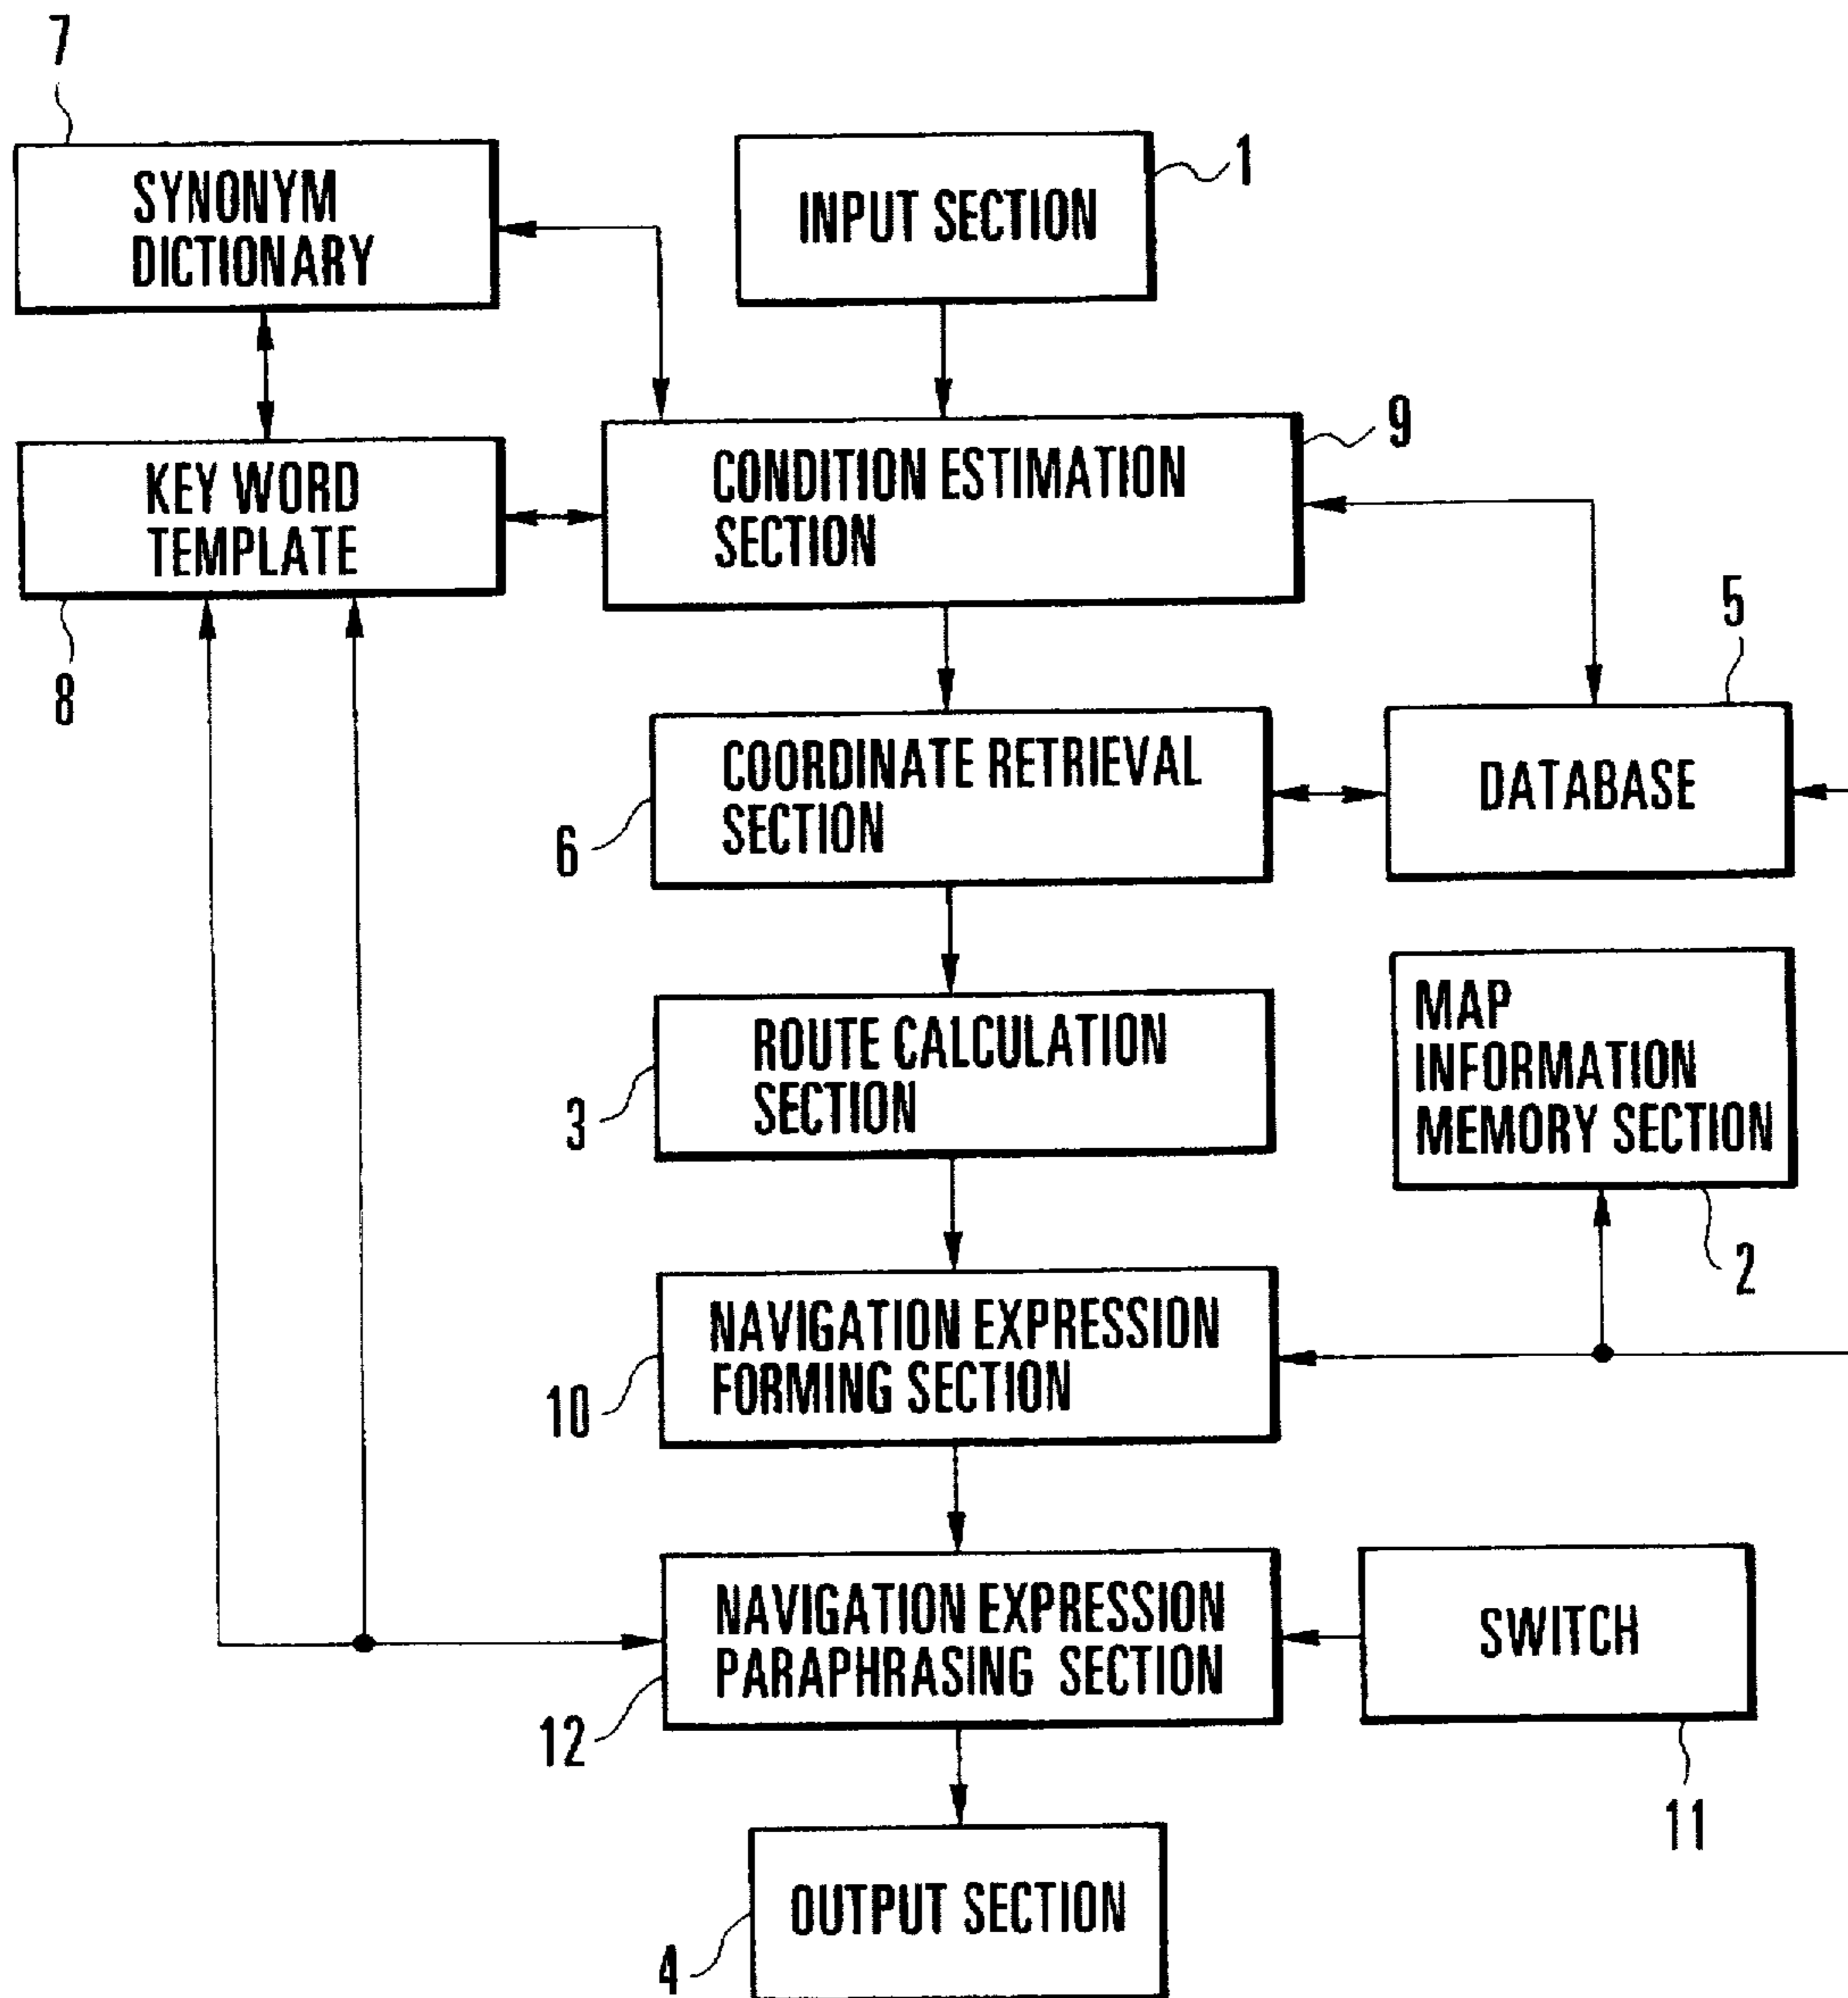 7
SYNONYM
DICTIONARY
INPUT SECTION
1
KEY WORD
TEMPLATE
8
CONDITION ESTIMATION
SECTION
9
5
COORDINATE RETRIEVAL
SECTION
6
DATABASE
ROUTE CALCULATION
SECTION
3
MAP
INFORMATION
MEMORY SECTION
2
NAVIGATION EXPRESSION
FORMING SECTION
10
NAVIGATION EXPRESSION
PARAPHRASING SECTION
12
SWITCH
11
OUTPUT SECTION
4